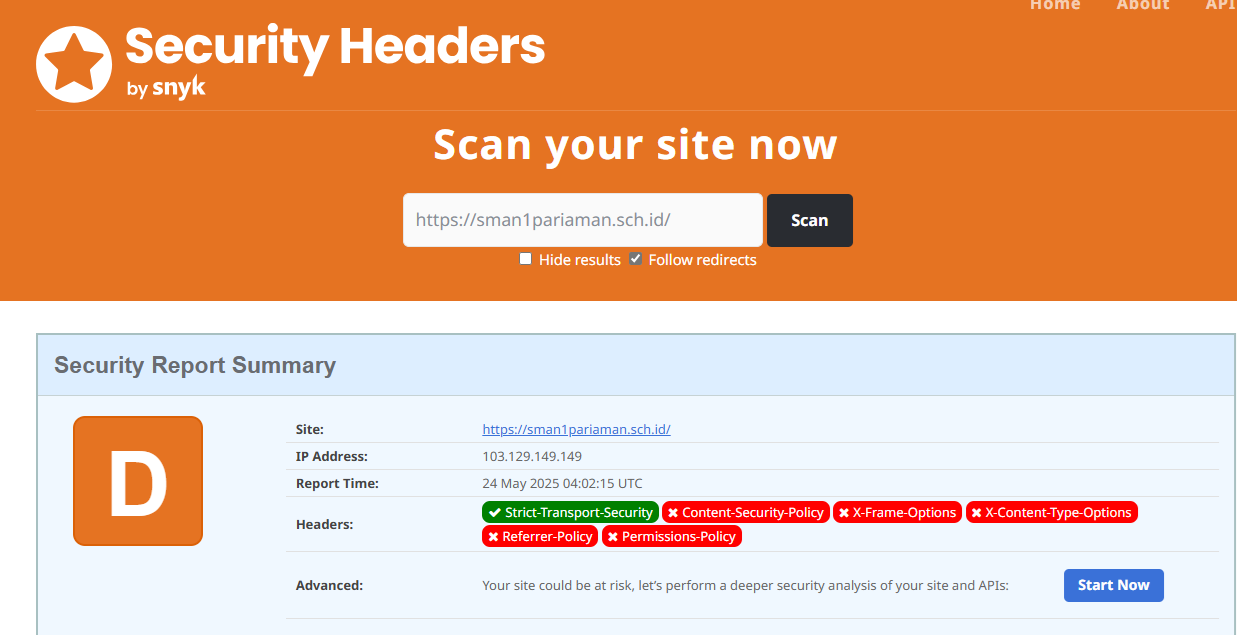 Home About API
Security Headers
by snyk
Scan your site now
https://sman1pariaman.sch.id/ Scan
Hide results Follow redirects
Security Report Summary
D
Site: https://sman1pariaman.sch.id/
IP Address: 103.129.149.149
Report Time: 24 May 2025 04:02:15 UTC
Headers: Strict-Transport-Security Content-Security-Policy X-Frame-Options X-Content-Type-Options
Referrer-Policy Permissions-Policy
Advanced: Your site could be at risk, let’s perform a deeper security analysis of your site and APIs: Start Now